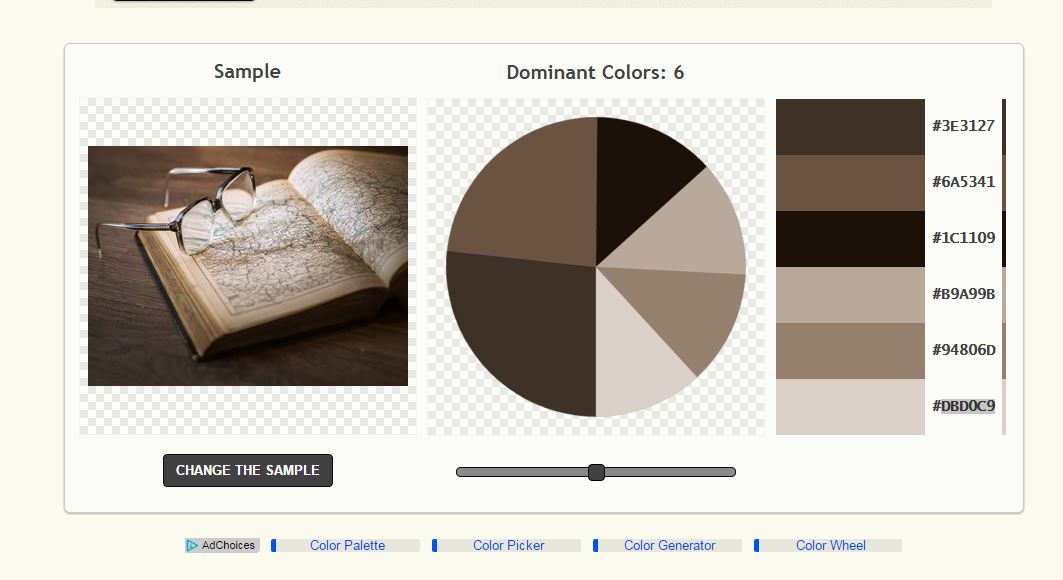 Sample
Dominant Colors: 6
#3E3127
#6A5341
#1C1109
#B9A99B
#94806D
#DBD0C9
CHANGE THE SAMPLE
AdChoices
Color Palette
Color Picker
Color Generator
Color Wheel